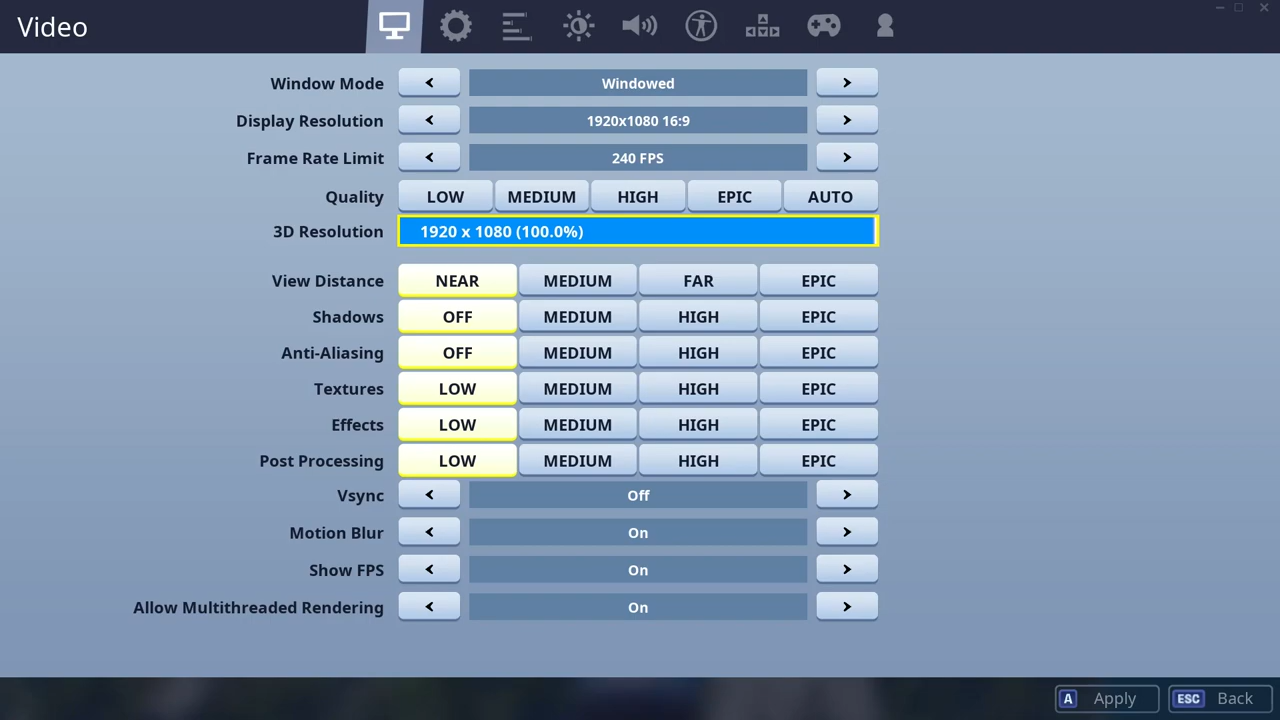 Video
Window Mode < Windowed >
Display Resolution < 1920x1080 16:9 >
Frame Rate Limit < 240 FPS >
Quality LOW MEDIUM HIGH EPIC AUTO
3D Resolution 1920 x 1080 (100.0%)
View Distance NEAR MEDIUM FAR EPIC
Shadows OFF MEDIUM HIGH EPIC
Anti-Aliasing OFF MEDIUM HIGH EPIC
Textures LOW MEDIUM HIGH EPIC
Effects LOW MEDIUM HIGH EPIC
Post Processing LOW MEDIUM HIGH EPIC
Vsync < Off >
Motion Blur < On >
Show FPS < On >
Allow Multithreaded Rendering < On >
A Apply ESC Back